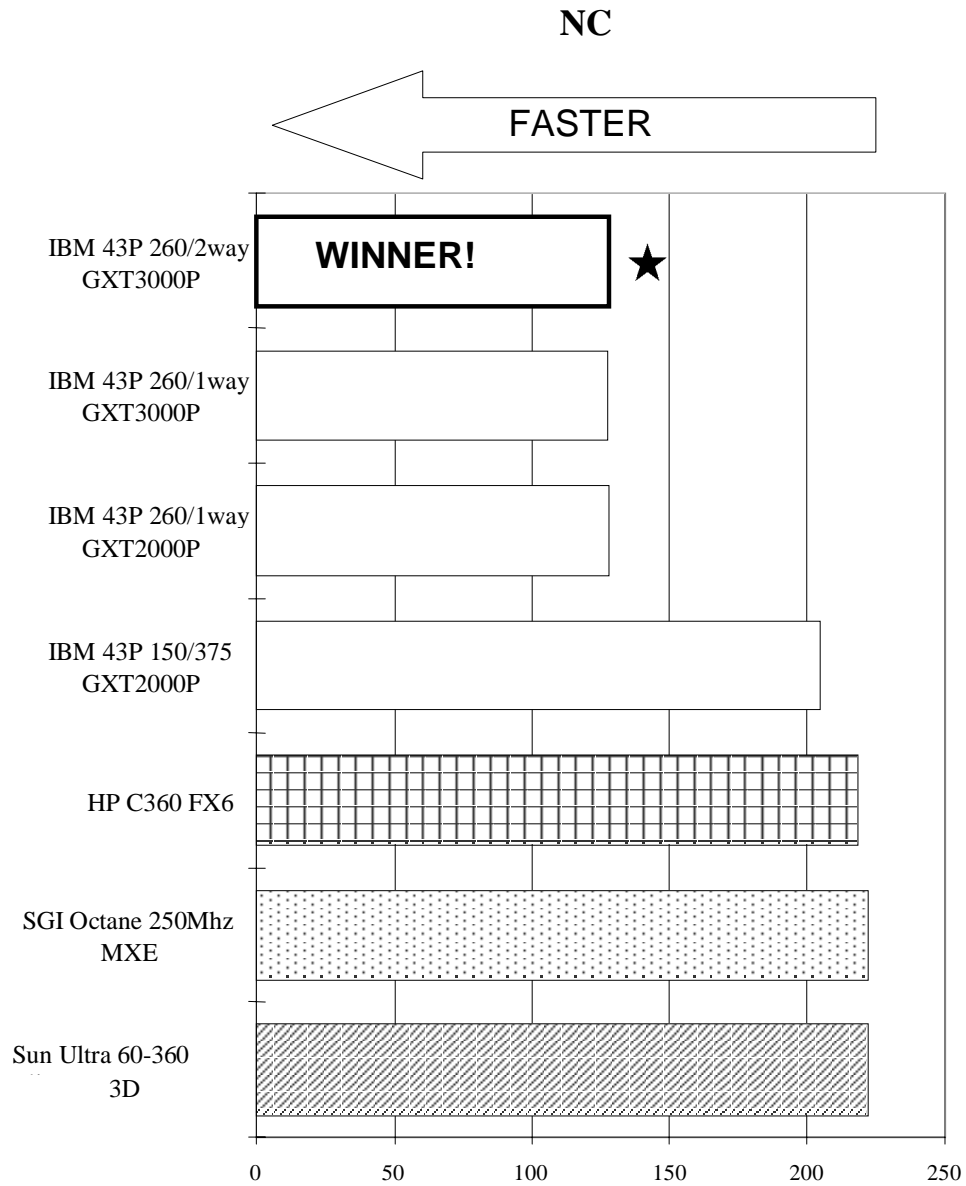 NC
FASTER
IBM 43P 260/2way
GXT3000P
WINNER!
IBM 43P 260/1way
GXT3000P
IBM 43P 260/1way
GXT2000P
IBM 43P 150/375
GXT2000P
HP C360 FX6
SGI Octane 250Mhz
MXE
Sun Ultra 60-360
3D
0 50 100 150 200 250